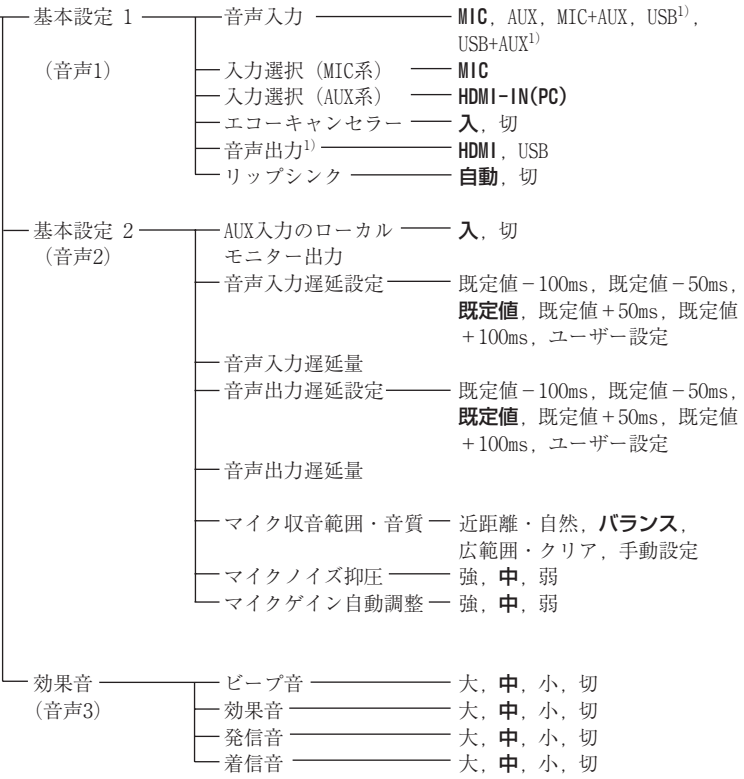 基本設定 1 音声入力 MIC, AUX, MIC+AUX, USB1),
USB+AUX1)
（音声1） 入力選択（MIC系） MIC
入力選択（AUX系） HDMI-IN(PC)
エコーキャンセラー 入, 切
音声出力1) HDMI, USB
リップシンク 自動, 切
基本設定 2 AUX入力のローカル 入, 切
（音声2） モニター出力
音声入力遅延設定 既定値－100ms, 既定値－50ms,
既定値, 既定値＋50ms, 既定値
＋100ms, ユーザー設定
音声入力遅延量
音声出力遅延設定 既定値－100ms, 既定値－50ms,
既定値, 既定値＋50ms, 既定値
＋100ms, ユーザー設定
音声出力遅延量
マイク収音範囲・音質 近距離・自然, バランス,
広範囲・クリア, 手動設定
マイクノイズ抑圧 強, 中, 弱
マイクゲイン自動調整 強, 中, 弱
効果音 ビープ音 大, 中, 小, 切
（音声3） 効果音 大, 中, 小, 切
発信音 大, 中, 小, 切
着信音 大, 中, 小, 切